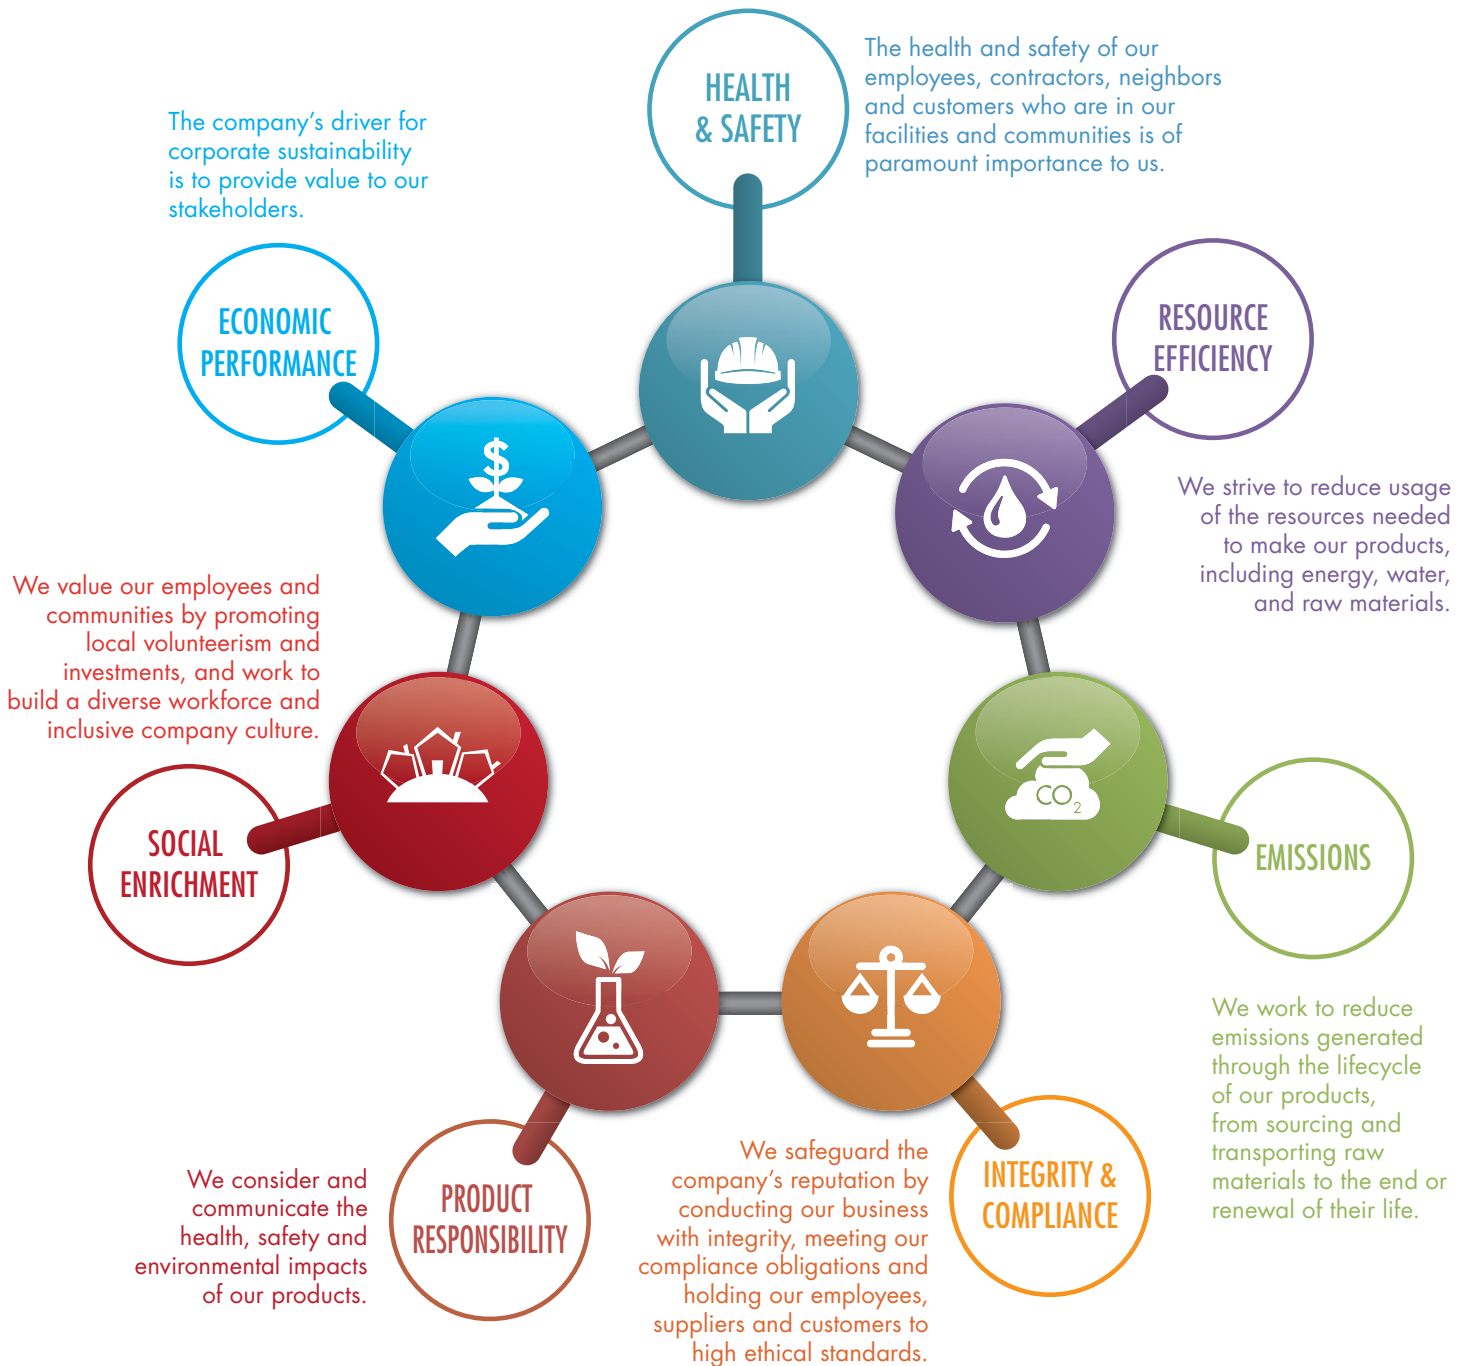 HEALTH
& SAFETY
The health and safety of our
employees, contractors, neighbors
and customers who are in our
facilities and communities is of
paramount importance to us.
RESOURCE
EFFICIENCY
We strive to reduce usage
of the resources needed
to make our products,
including energy, water,
and raw materials.
CO2
EMISSIONS
We work to reduce
emissions generated
through the lifecycle
of our products,
from sourcing and
transporting raw
materials to the end or
renewal of their life.
INTEGRITY &
COMPLIANCE
We safeguard the
company’s reputation by
conducting our business
with integrity, meeting our
compliance obligations and
holding our employees,
suppliers and customers to
high ethical standards.
PRODUCT
RESPONSIBILITY
We consider and
communicate the
health, safety and
environmental impacts
of our products.
SOCIAL
ENRICHMENT
We value our employees and
communities by promoting
local volunteerism and
investments, and work to
build a diverse workforce and
inclusive company culture.
ECONOMIC
PERFORMANCE
The company’s driver for
corporate sustainability
is to provide value to our
stakeholders.
$